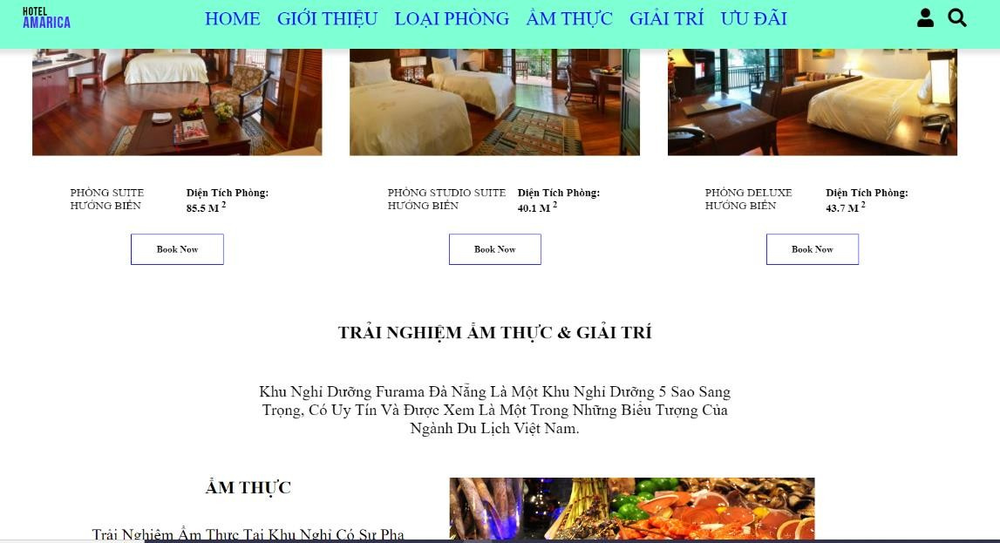 HOTEL
AMARICA
HOME GIỚI THIỆU LOẠI PHÒNG ẨM THỰC GIẢI TRÍ ƯU ĐÃI
PHÒNG SUITE
HƯỚNG BIỂN
Diện Tích Phòng:
85.5 M 2
Book Now
PHÒNG STUDIO SUITE
HƯỚNG BIỂN
Diện Tích Phòng:
40.1 M 2
Book Now
PHÒNG DELUXE
HƯỚNG BIỂN
Diện Tích Phòng:
43.7 M 2
Book Now
TRẢI NGHIỆM ẨM THỰC & GIẢI TRÍ
Khu Nghỉ Dưỡng Furama Đà Nẵng Là Một Khu Nghỉ Dưỡng 5 Sao Sang
Trọng, Có Uy Tín Và Được Xem Là Một Trong Những Biểu Tượng Của
Ngành Du Lịch Việt Nam.
ẨM THỰC
Trải Nghiệm Ẩm Thực Tại Khu Nghỉ Có Sự Pha